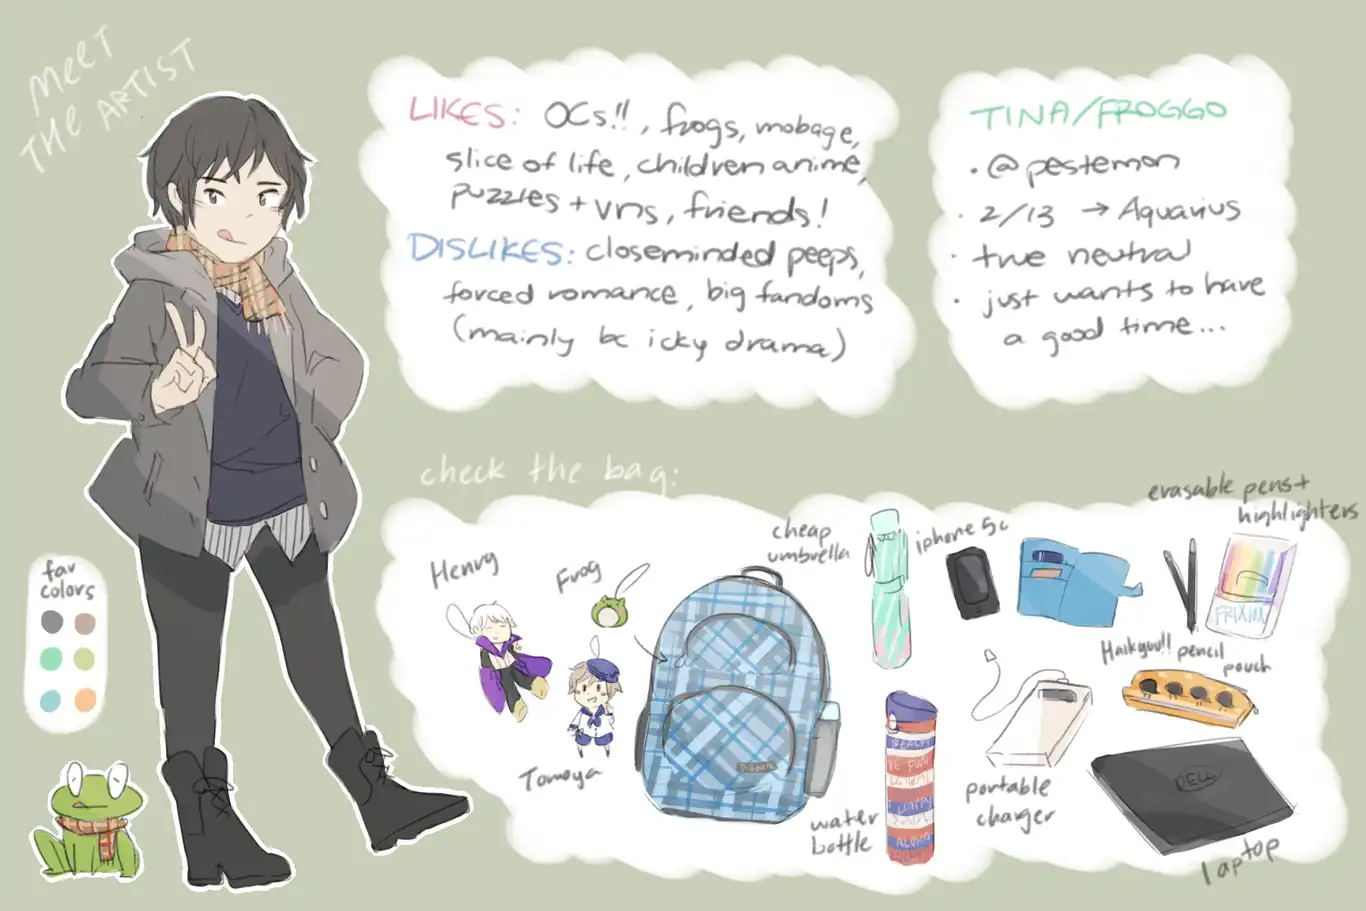 MEET
THE ARTIST
LIKES: OCs!!, frogs, mobage,
slice of life, children anime,
puzzles + vns, friends!
DISLIKES: closeminded peeps,
forced romance, big fandoms
(mainly bc icky drama)
TINA/FROGGO
• @pestemon
• 2/13 → Aquarius
• true neutral
• just wants to have
a good time...
check the bag:
fav
colors
Henry
Frog
Tomoya
cheap
umbrella
iphone 5c
erasable pens +
highlighters
FRIXION
Haikyuu!! pencil
pouch
water
bottle
BEACH
portable
charger
DELL
laptop